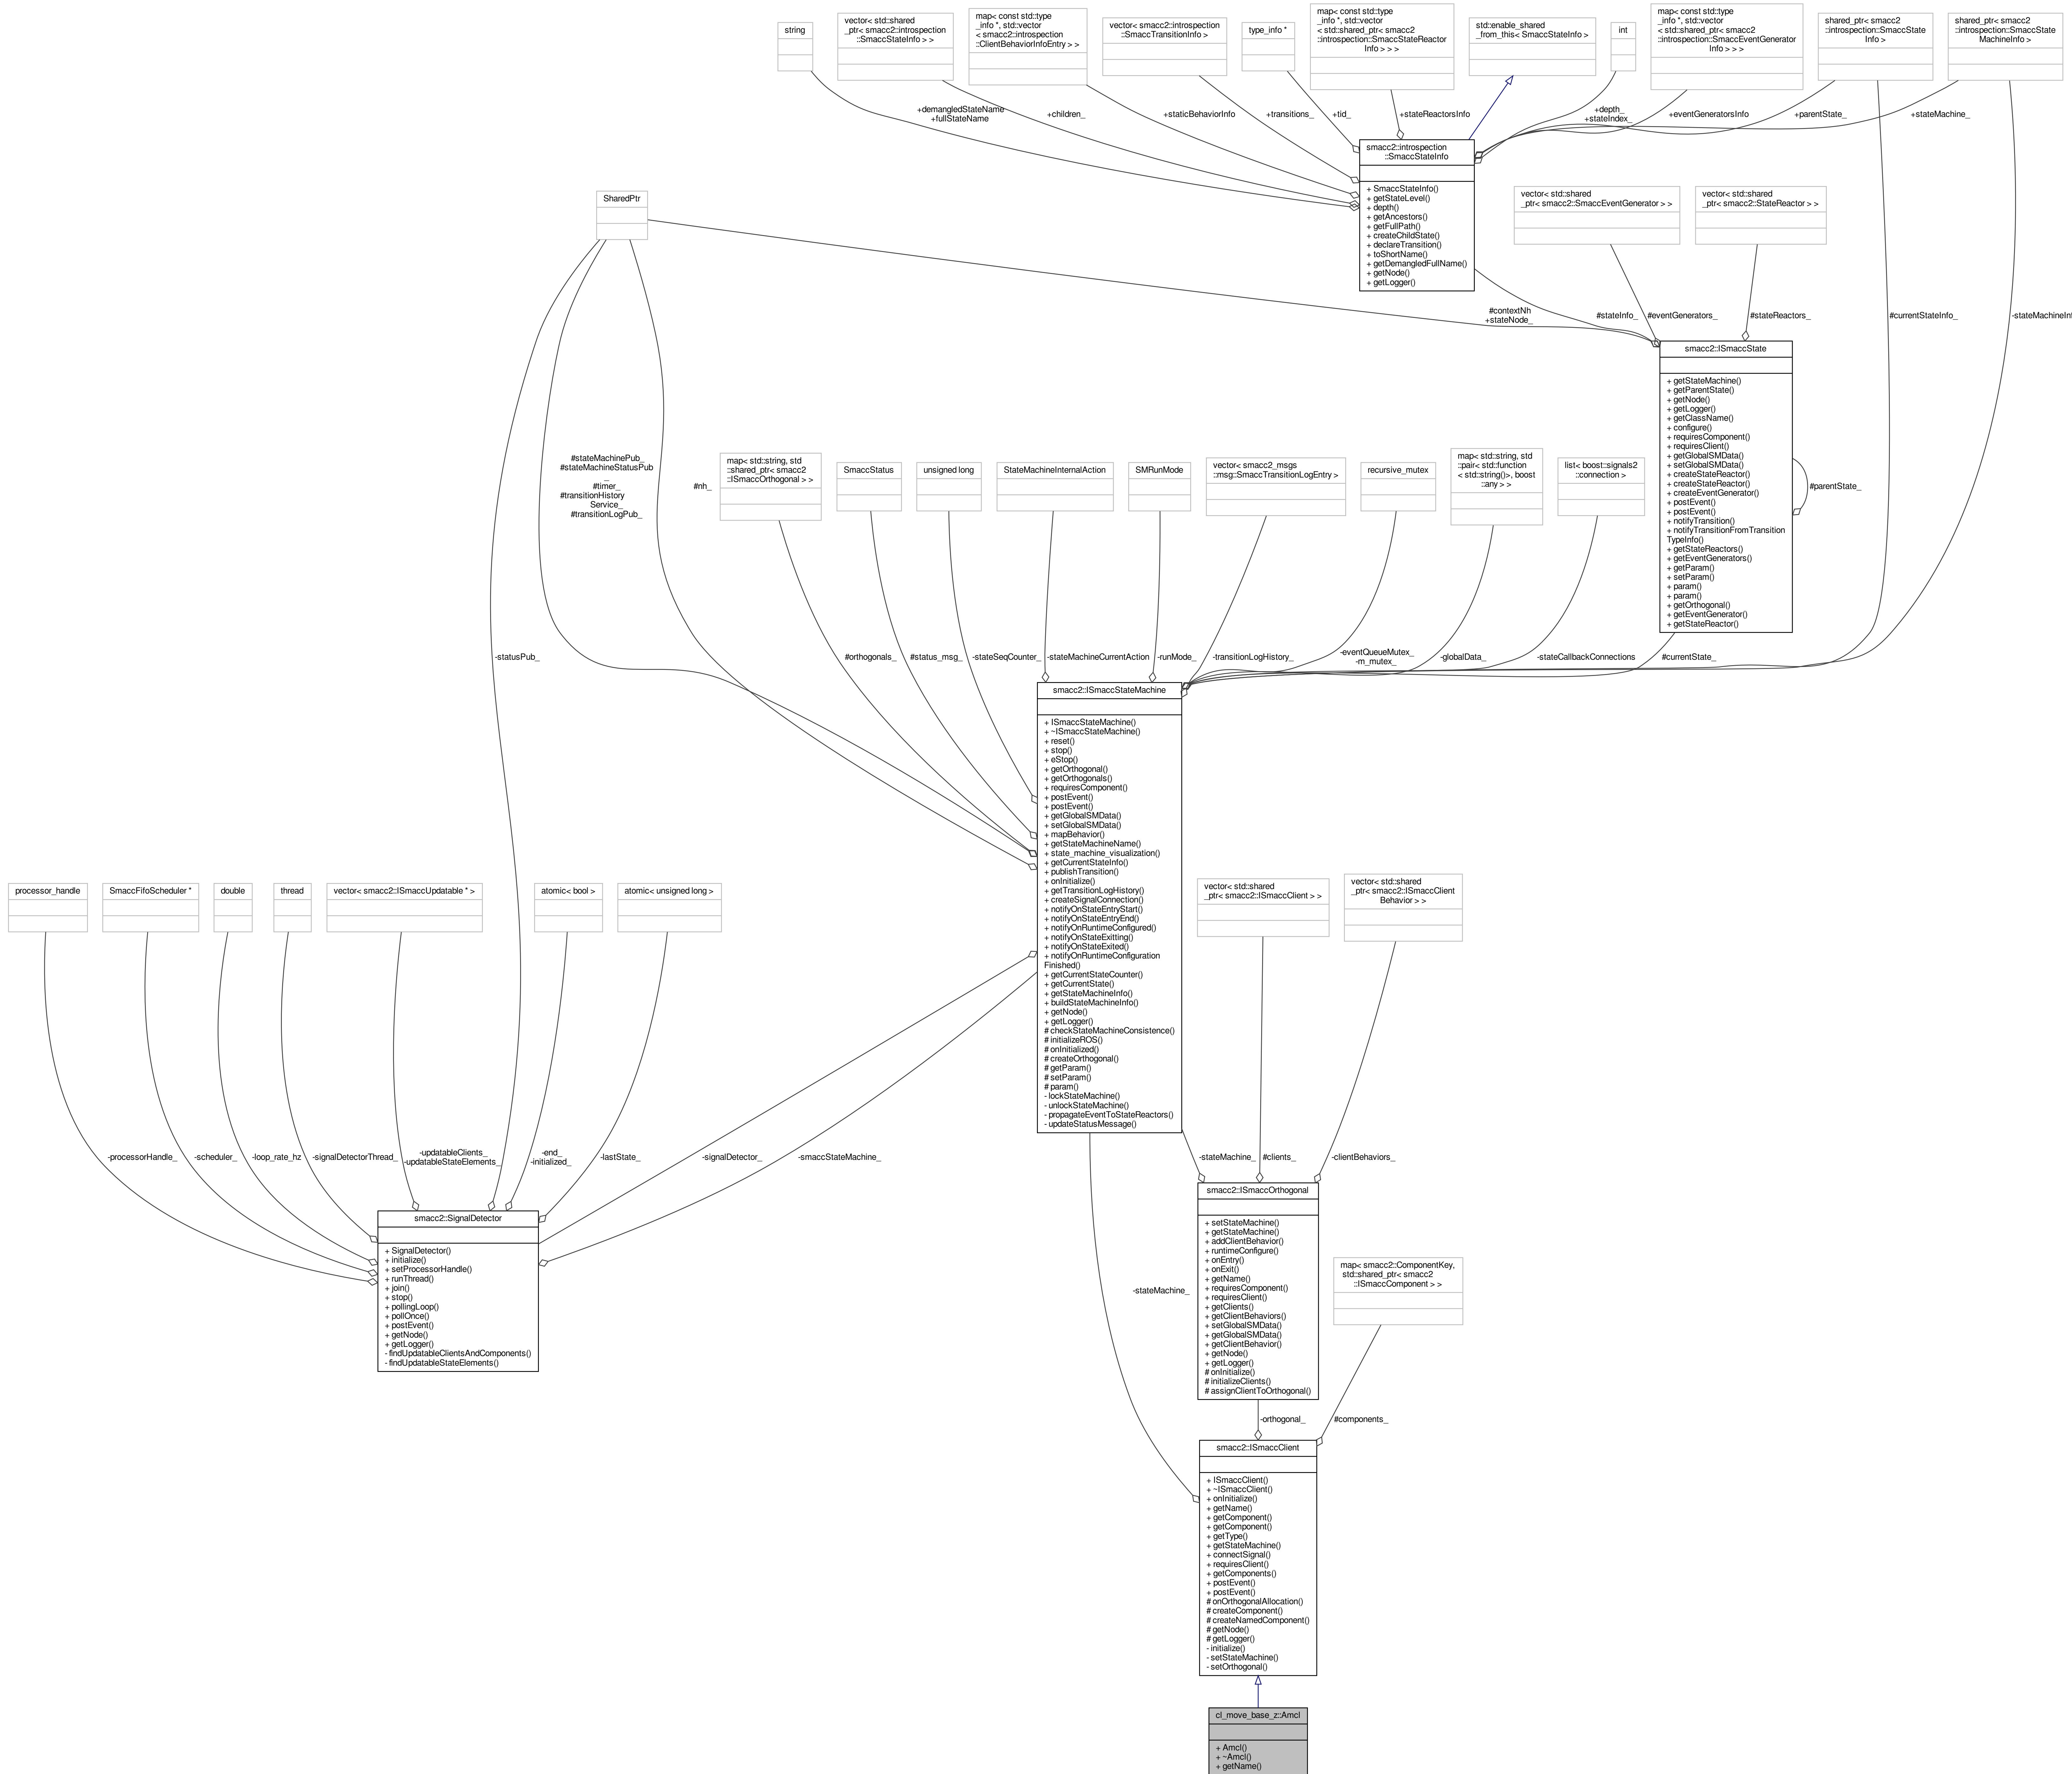 string
vector< std::shared
_ptr< smacc2::introspection
::SmaccStateInfo > >
map< const std::type
_info *, std::vector
< smacc2::introspection
::ClientBehaviorInfoEntry > >
vector< smacc2::introspection
::SmaccTransitionInfo >
type_info *
map< const std::type
_info *, std::vector
< std::shared_ptr< smacc2
::introspection::SmaccStateReactor
Info > > >
std::enable_shared
_from_this< SmaccStateInfo >
int
map< const std::type
_info *, std::vector
< std::shared_ptr< smacc2
::introspection::SmaccEventGenerator
Info > > >
shared_ptr< smacc2
::introspection::SmaccState
Info >
shared_ptr< smacc2
::introspection::SmaccState
MachineInfo >
+demangledStateName
+fullStateName
+children_
+staticBehaviorInfo
+transitions_
+tid_
+stateReactorsInfo
+depth_
+stateIndex_
+eventGeneratorsInfo
+parentState_
+stateMachine_
smacc2::introspection
::SmaccStateInfo
+ SmaccStateInfo()
+ getStateLevel()
+ depth()
+ getAncestors()
+ getFullPath()
+ createChildState()
+ declareTransition()
+ toShortName()
+ getDemangledFullName()
+ getNode()
+ getLogger()
SharedPtr
vector< std::shared
_ptr< smacc2::SmaccEventGenerator > >
vector< std::shared
_ptr< smacc2::StateReactor > >
#contextNh
+stateNode_
#stateInfo_
#eventGenerators_
#stateReactors_
#currentStateInfo_
-stateMachineInf
smacc2::ISmaccState
+ getStateMachine()
+ getParentState()
+ getNode()
+ getLogger()
+ getClassName()
+ configure()
+ requiresComponent()
+ requiresClient()
+ getGlobalSMData()
+ setGlobalSMData()
+ createStateReactor()
+ createStateReactor()
+ createEventGenerator()
+ postEvent()
+ postEvent()
+ notifyTransition()
+ notifyTransitionFromTransition
TypeInfo()
+ getStateReactors()
+ getEventGenerators()
+ getParam()
+ setParam()
+ param()
+ param()
+ getOrthogonal()
+ getEventGenerator()
+ getStateReactor()
#parentState_
#stateMachinePub_
#stateMachineStatusPub
_
#timer_
#transitionHistory
Service_
#transitionLogPub_
#nh_
map< std::string, std
::shared_ptr< smacc2
::ISmaccOrthogonal > >
SmaccStatus
unsigned long
StateMachineInternalAction
SMRunMode
vector< smacc2_msgs
::msg::SmaccTransitionLogEntry >
recursive_mutex
map< std::string, std
::pair< std::function
< std::string()>, boost
::any > >
list< boost::signals2
::connection >
-statusPub_
#orthogonals_
#status_msg_
-stateSeqCounter_
-stateMachineCurrentAction
-runMode_
-transitionLogHistory_
-eventQueueMutex_
-m_mutex_
-globalData_
-stateCallbackConnections
#currentState_
smacc2::ISmaccStateMachine
+ ISmaccStateMachine()
+ ~ISmaccStateMachine()
+ reset()
+ stop()
+ eStop()
+ getOrthogonal()
+ getOrthogonals()
+ requiresComponent()
+ postEvent()
+ postEvent()
+ getGlobalSMData()
+ setGlobalSMData()
+ mapBehavior()
+ getStateMachineName()
+ state_machine_visualization()
+ getCurrentStateInfo()
+ publishTransition()
+ onInitialize()
+ getTransitionLogHistory()
+ createSignalConnection()
+ notifyOnStateEntryStart()
+ notifyOnStateEntryEnd()
+ notifyOnRuntimeConfigured()
+ notifyOnStateExitting()
+ notifyOnStateExited()
+ notifyOnRuntimeConfiguration
Finished()
+ getCurrentStateCounter()
+ getCurrentState()
+ getStateMachineInfo()
+ buildStateMachineInfo()
+ getNode()
+ getLogger()
# checkStateMachineConsistence()
# initializeROS()
# onInitialized()
# createOrthogonal()
# getParam()
# setParam()
# param()
- lockStateMachine()
- unlockStateMachine()
- propagateEventToStateReactors()
- updateStatusMessage()
processor_handle
SmaccFifoScheduler *
double
thread
vector< smacc2::ISmaccUpdatable * >
atomic< bool >
atomic< unsigned long >
vector< std::shared
_ptr< smacc2::ISmaccClient > >
vector< std::shared
_ptr< smacc2::ISmaccClient
Behavior > >
-processorHandle_
-scheduler_
-loop_rate_hz
-signalDetectorThread_
-updatableClients_
-updatableStateElements_
-end_
-initialized_
-lastState_
-signalDetector_
-smaccStateMachine_
-stateMachine_
#clients_
-clientBehaviors_
smacc2::SignalDetector
+ SignalDetector()
+ initialize()
+ setProcessorHandle()
+ runThread()
+ join()
+ stop()
+ pollingLoop()
+ pollOnce()
+ postEvent()
+ getNode()
+ getLogger()
- findUpdatableClientsAndComponents()
- findUpdatableStateElements()
smacc2::ISmaccOrthogonal
+ setStateMachine()
+ getStateMachine()
+ addClientBehavior()
+ runtimeConfigure()
+ onEntry()
+ onExit()
+ getName()
+ requiresComponent()
+ requiresClient()
+ getClients()
+ getClientBehaviors()
+ setGlobalSMData()
+ getGlobalSMData()
+ getClientBehavior()
+ getNode()
+ getLogger()
# onInitialize()
# initializeClients()
# assignClientToOrthogonal()
map< smacc2::ComponentKey,
std::shared_ptr< smacc2
::ISmaccComponent > >
-stateMachine_
-orthogonal_
#components_
smacc2::ISmaccClient
+ ISmaccClient()
+ ~ISmaccClient()
+ onInitialize()
+ getName()
+ getComponent()
+ getComponent()
+ getType()
+ getStateMachine()
+ connectSignal()
+ requiresClient()
+ getComponents()
+ postEvent()
+ postEvent()
# onOrthogonalAllocation()
# createComponent()
# createNamedComponent()
# getNode()
# getLogger()
- initialize()
- setStateMachine()
- setOrthogonal()
cl_move_base_z::Amcl
+ Amcl()
+ ~Amcl()
+ getName()